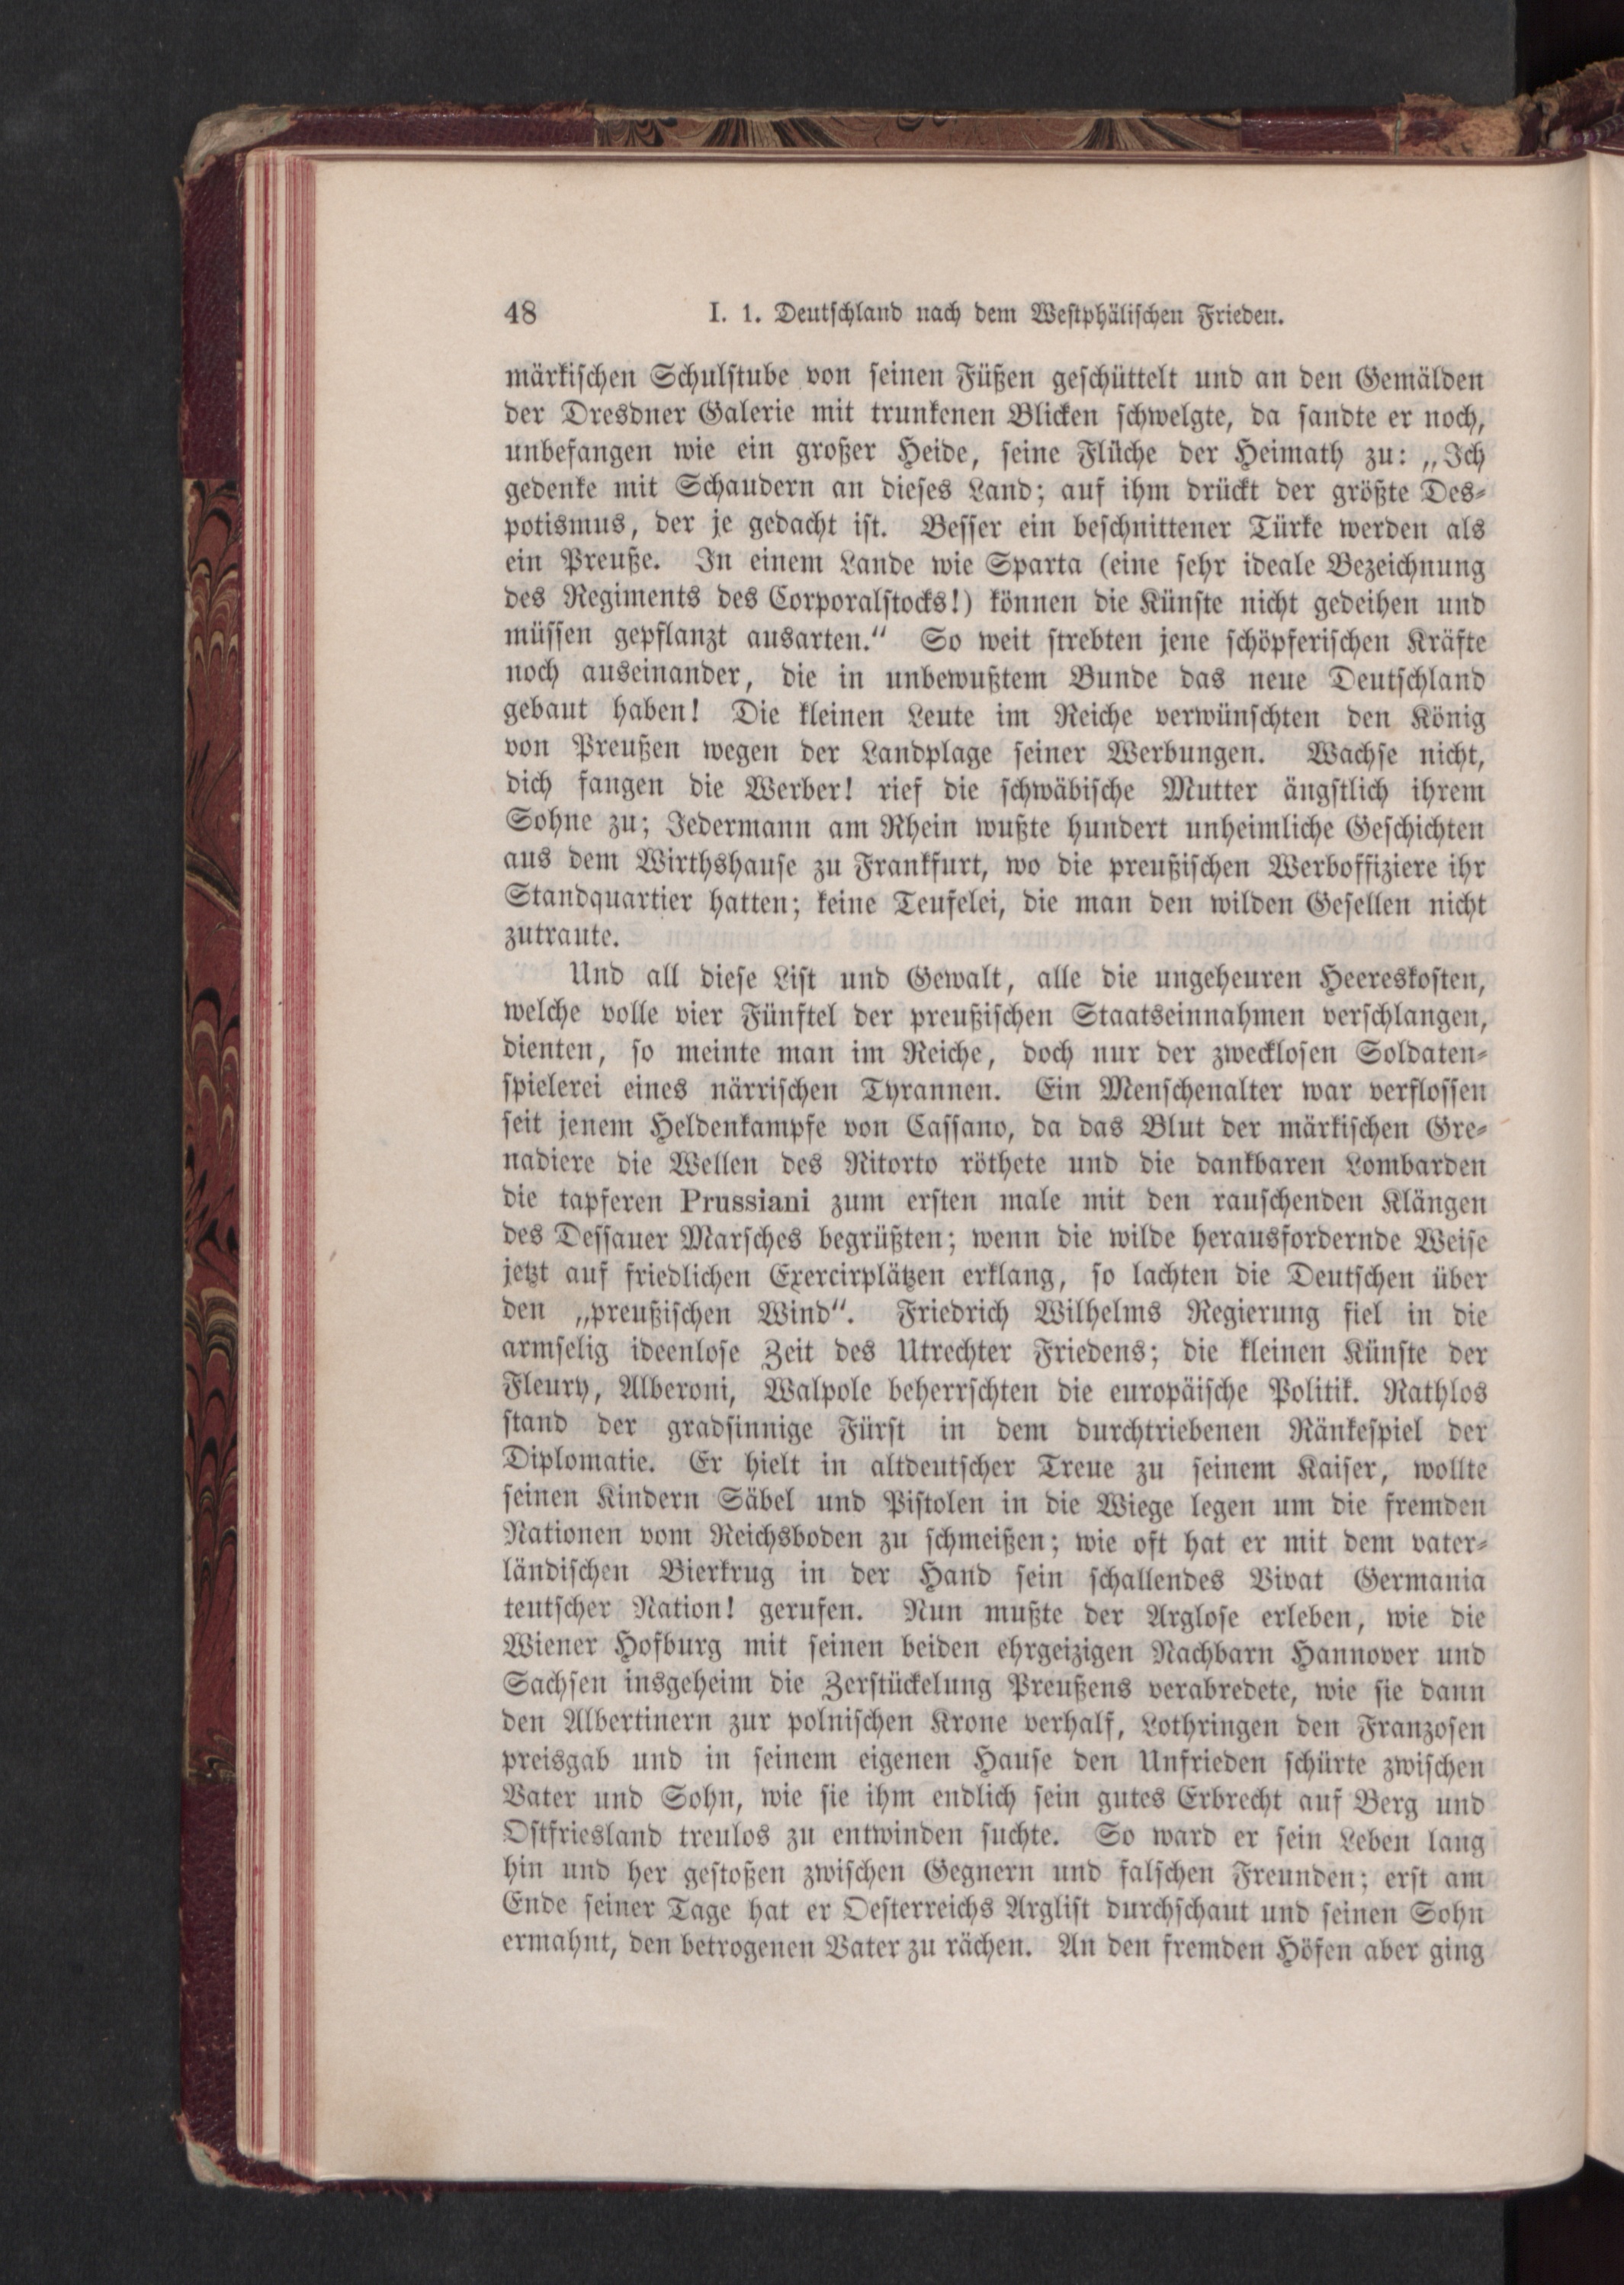 48 I. 1. Deutschland nach dem Westphälischen Frieden.
märkischen Schulstube von seinen Füßen geschüttelt und an den Gemälden
der Dresdner Galerie mit trunkenen Blicken schwelgte, da sandte er noch,
unbefangen wie ein großer Heide, seine Flüche der Heimath zu: „Ich
gedenke mit Schaudern an dieses Land; auf ihm drückt der größte Des-
potismus, der je gedacht ist. Besser ein beschnittener Türke werden als
ein Preuße. In einem Lande wie Sparta (eine sehr ideale Bezeichnung
des Regiments des Corporalstocks!) können die Künste nicht gedeihen und
müssen gepflanzt ausarten.“ So weit strebten jene schöpferischen Kräfte
noch auseinander, die in unbewußtem Bunde das neue Deutschland
gebaut haben! Die kleinen Leute im Reiche verwünschten den König
von Preußen wegen der Landplage seiner Werbungen. Wachse nicht,
dich fangen die Werber! rief die schwäbische Mutter ängstlich ihrem
Sohne zu; Jedermann am Rhein wußte hundert unheimliche Geschichten
aus dem Wirthshause zu Frankfurt, wo die preußischen Werboffiziere ihr
Standquartier hatten; keine Teufelei, die man den wilden Gesellen nicht
zutraute.
Und all diese List und Gewalt, alle die ungeheuren Heereskosten,
welche volle vier Fünftel der preußischen Staatseinnahmen verschlangen,
dienten, so meinte man im Reiche, doch nur der zwecklosen Soldaten-
spielerei eines närrischen Tyrannen. Ein Menschenalter war verflossen
seit jenem Heldenkampfe von Cassano, da das Blut der märkischen Gre-
nadiere die Wellen des Ritorto röthete und die dankbaren Lombarden
die tapferen Prussiani zum ersten male mit den rauschenden Klängen
des Dessauer Marsches begrüßten; wenn die wilde herausfordernde Weise
jetzt auf friedlichen Exercirplätzen erklang, so lachten die Deutschen über
den „preußischen Wind“. Friedrich Wilhelms Regierung fiel in die
armselig ideenlose Zeit des Utrechter Friedens; die kleinen Künste der
Fleury, Alberoni, Walpole beherrschten die europäische Politik. Rathlos
stand der gradsinnige Fürst in dem durchtriebenen Ränkespiel der
Diplomatie. Er hielt in altdeutscher Treue zu seinem Kaiser, wollte
seinen Kindern Säbel und Pistolen in die Wiege legen um die fremden
Nationen vom Reichsboden zu schmeißen; wie oft hat er mit dem vater-
ländischen Bierkrug in der Hand sein schallendes Vivat Germania
teutscher Nation! gerufen. Nun mußte der Arglose erleben, wie die
Wiener Hofburg mit seinen beiden ehrgeizigen Nachbarn Hannover und
Sachsen insgeheim die Zerstückelung Preußens verabredete, wie sie dann
den Albertinern zur polnischen Krone verhalf, Lothringen den Franzosen
preisgab und in seinem eigenen Hause den Unfrieden schürte zwischen
Vater und Sohn, wie sie ihm endlich sein gutes Erbrecht auf Berg und
Ostfriesland treulos zu entwinden suchte. So ward er sein Leben lang
hin und her gestoßen zwischen Gegnern und falschen Freunden; erst am
Ende seiner Tage hat er Oesterreichs Arglist durchschaut und seinen Sohn
ermahnt, den betrogenen Vater zu rächen. An den fremden Höfen aber ging